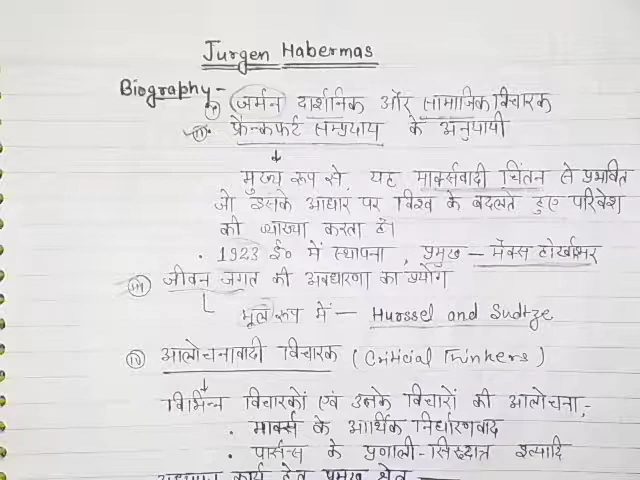 Jurgen Habermas
Biography -
(i) जर्मन दार्शनिक और सामाजिक विचारक
(ii) फ्रैन्कफर्ट सम्प्रदाय के अनुयायी
मुख्य रूप से, यह मार्क्सवादी चिंतन से प्रभावित
जो इसके आधार पर विश्व के बदलते हुए परिवेश
की व्याख्या करता है।
· 1923 ई० में स्थापना, प्रमुख - मैक्स होर्खाइमर
(iii) जीवन जगत की अवधारणा का प्रयोग
मूल रूप में - Hurssel and Sudtze
(iv) आलोचनावादी विचारक (Criticial Thinkers)
विभिन्न विचारकों एवं उनके विचारों की आलोचना,-
· मार्क्स के आर्थिक निर्धारणवाद
· पार्सन्स के प्रणाली-सिद्धान्त इत्यादि
कार्य हेतु प्रमुख क्षेत्र -